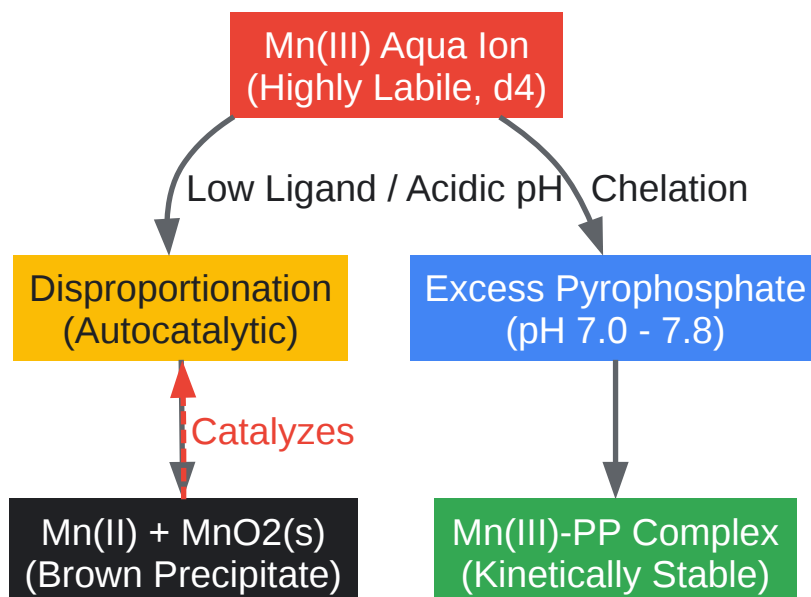 Mn(III) Aqua Ion
(Highly Labile, d4)
Low Ligand / Acidic pH
Chelation
Disproportionation
(Autocatalytic)
Excess Pyrophosphate
(pH 7.0 - 7.8)
Catalyzes
Mn(II) + MnO2(s)
(Brown Precipitate)
Mn(III)-PP Complex
(Kinetically Stable)